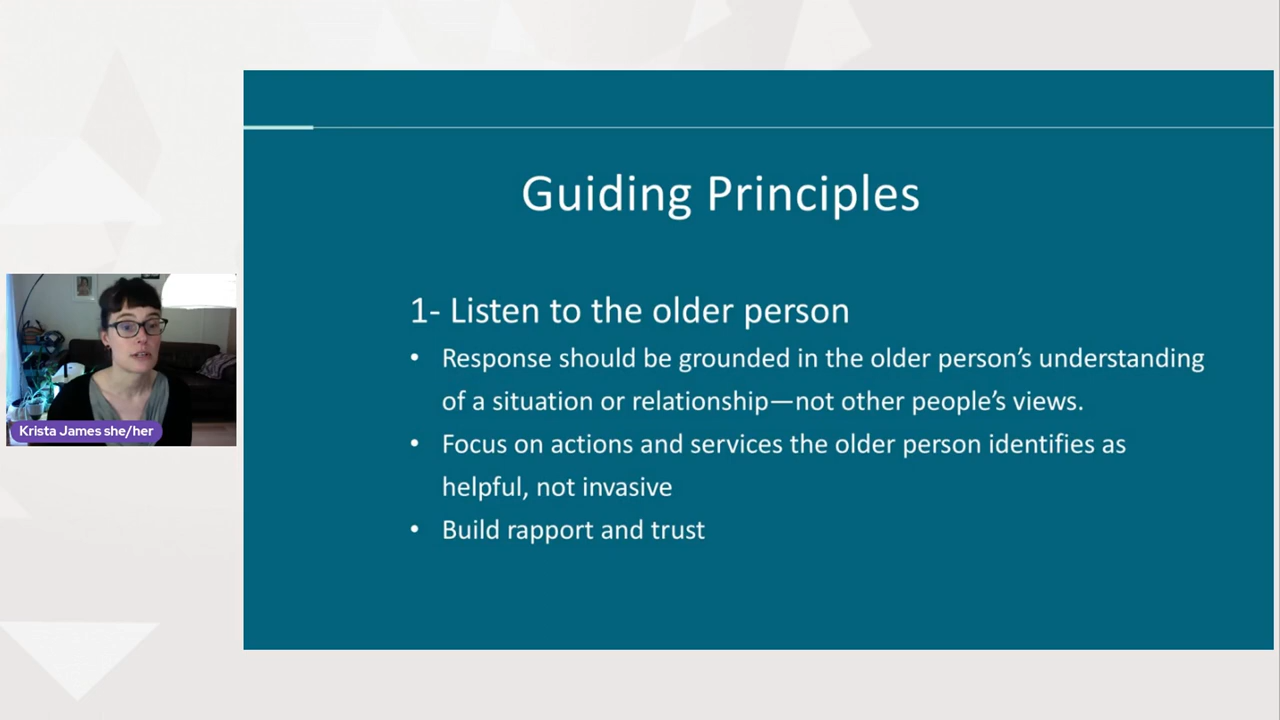 Guiding Principles
1- Listen to the older person
• Response should be grounded in the older person’s understanding
of a situation or relationship—not other people’s views.
• Focus on actions and services the older person identifies as
helpful, not invasive
• Build rapport and trust
Krista James she/her